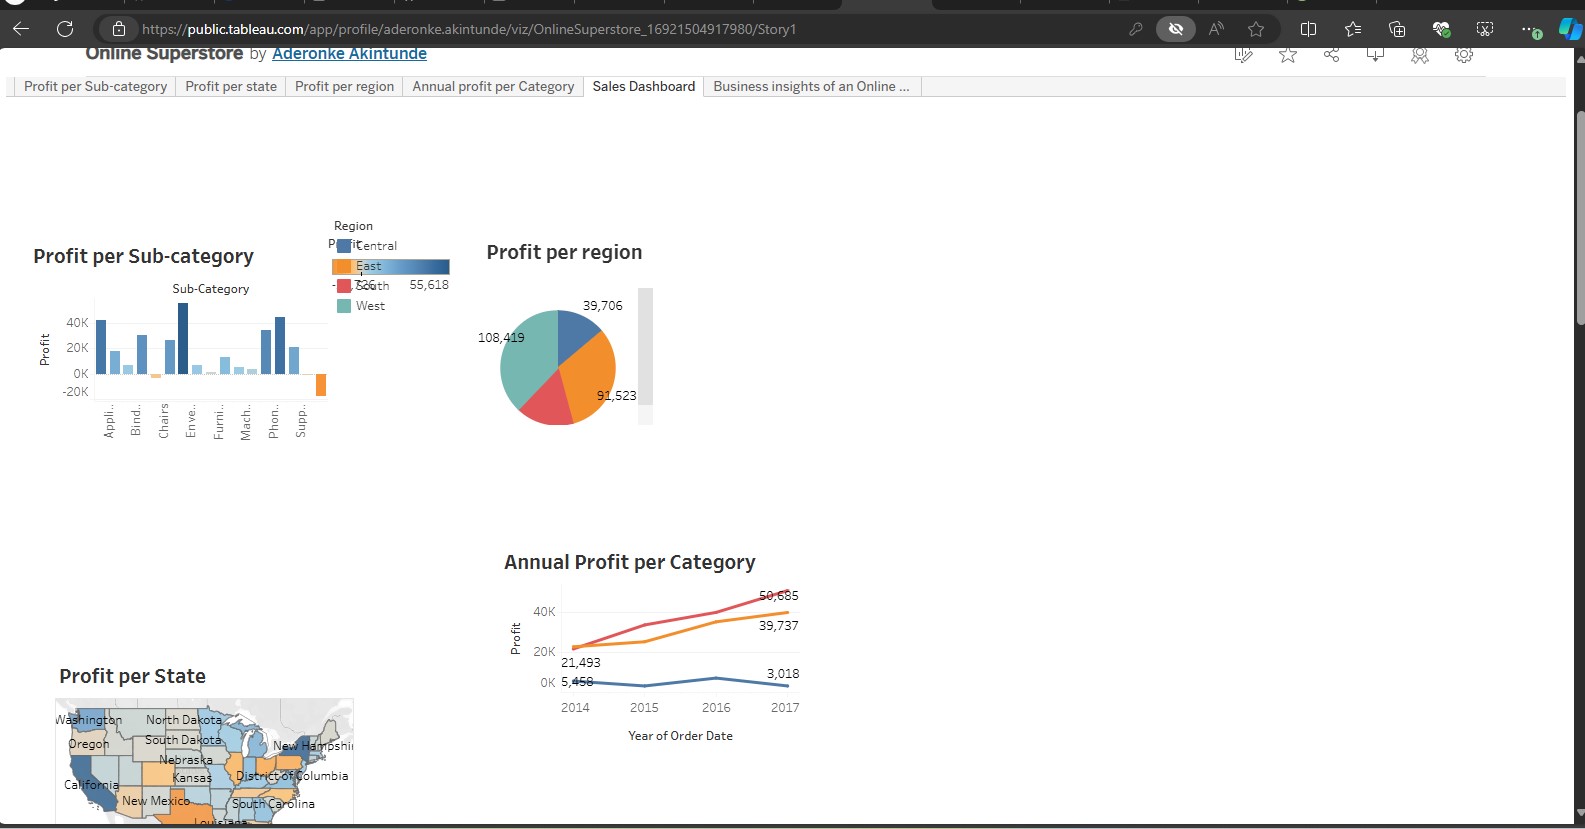 https://public.tableau.com/app/profile/aderonke.akintunde/viz/OnlineSuperstore_16921504917980/Story1
Online Superstore by Aderonke Akintunde
Profit per Sub-category
Profit per state
Profit per region
Annual profit per Category
Sales Dashboard
Business insights of an Online ...
Profit per Sub-category
Sub-Category
Profit
40K
20K
0K
-20K
Appli..
Bind..
Chairs
Enve..
Furni..
Mach..
Phon..
Supp..
Region
Profit
Central
East
South
West
55,618
Profit per region
39,706
108,419
91,523
Annual Profit per Category
Profit
40K
20K
0K
50,685
39,737
21,493
5,458
3,018
2014
2015
2016
2017
Year of Order Date
Profit per State
Washington
North Dakota
Oregon
South Dakota
New Hampshi
Nebraska
Kansas
District of Columbia
California
New Mexico
South Carolina
Louisiana